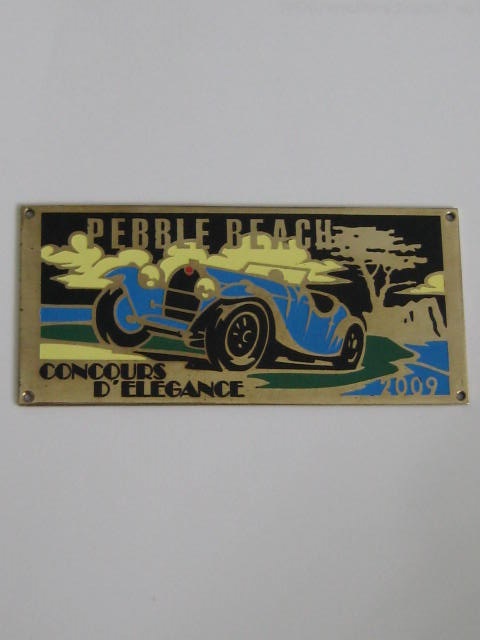 PEBBLE BEACH
CONCOURS
D'ELEGANCE
2009